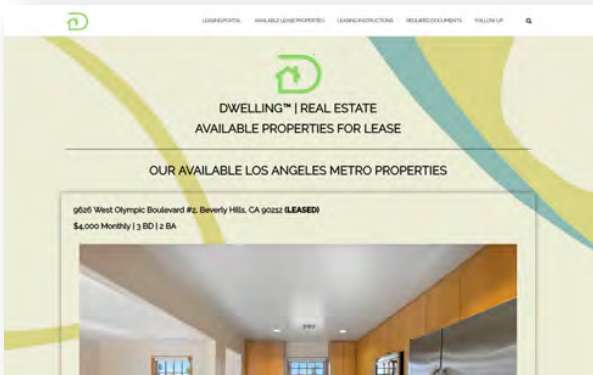 LEASING PORTAL AVAILABLE LEASE PROPERTIES LEASING INSTRUCTIONS REQUIRED DOCUMENTS FOLLOW UP
DWELLING™ | REAL ESTATE
AVAILABLE PROPERTIES FOR LEASE
OUR AVAILABLE LOS ANGELES METRO PROPERTIES
9626 West Olympic Boulevard #2, Beverly Hills, CA 90212 (LEASED)
$4,000 Monthly | 3 BD | 2 BA